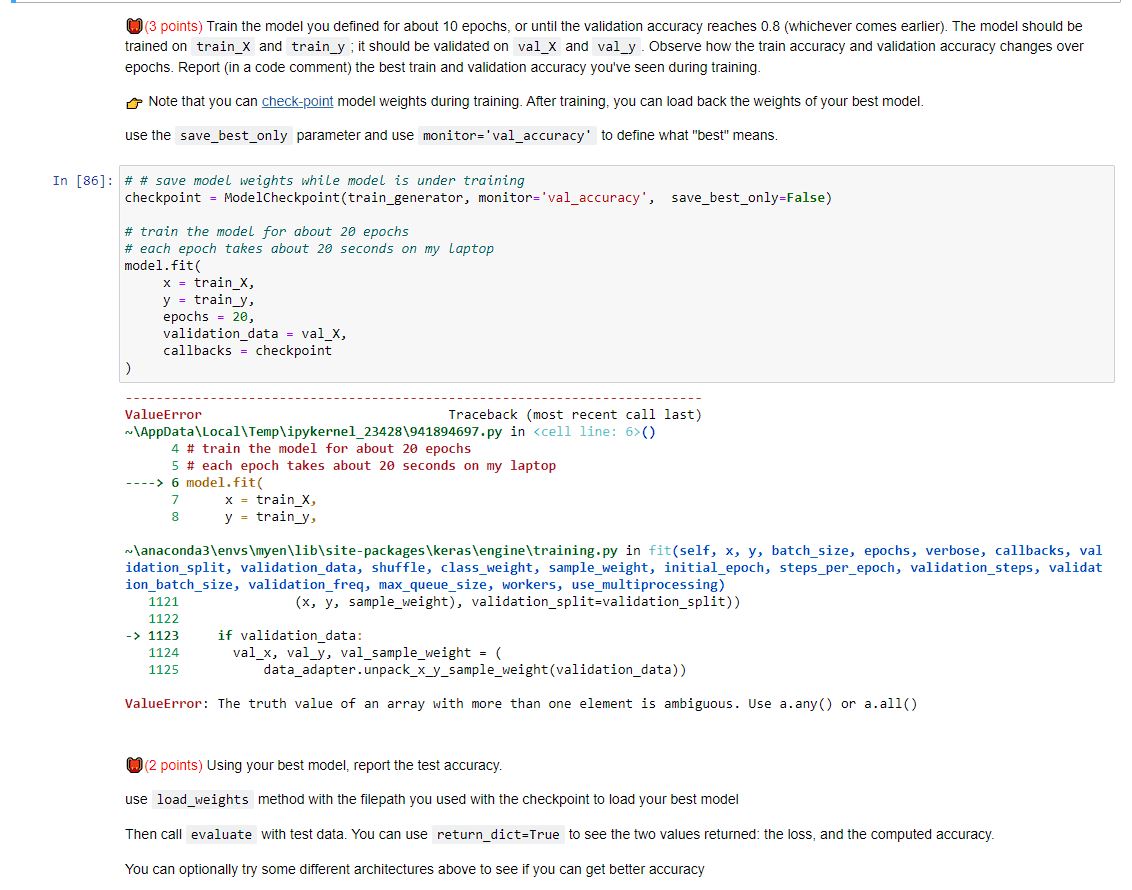 (3 points) Train the model you defined for about 10 epochs, or until the validation accuracy reaches 0.8 (whichever comes earlier). The model should be
trained on train_X and train_y ; it should be validated on val_X and val_y . Observe how the train accuracy and validation accuracy changes over
epochs. Report (in a code comment) the best train and validation accuracy you've seen during training.
Note that you can check-point model weights during training. After training, you can load back the weights of your best model.
use the save_best_only parameter and use monitor='val_accuracy' to define what "best" means.
In [86]: # # save model weights while model is under training
checkpoint = ModelCheckpoint(train_generator, monitor='val_accuracy',  save_best_only=False)
# train the model for about 20 epochs
# each epoch takes about 20 seconds on my laptop
model.fit(
     x = train_X,
     y = train_y,
     epochs = 20,
     validation_data = val_X,
     callbacks = checkpoint
)
---------------------------------------------------------------------------
ValueError                                Traceback (most recent call last)
~\AppData\Local\Temp\ipykernel_23428\941894697.py in <cell line: 6>()
      4 # train the model for about 20 epochs
      5 # each epoch takes about 20 seconds on my laptop
----> 6 model.fit(
      7      x = train_X,
      8      y = train_y,
~\anaconda3\envs\myen\lib\site-packages\keras\engine\training.py in fit(self, x, y, batch_size, epochs, verbose, callbacks, val
idation_split, validation_data, shuffle, class_weight, sample_weight, initial_epoch, steps_per_epoch, validation_steps, validat
ion_batch_size, validation_freq, max_queue_size, workers, use_multiprocessing)
   1121               (x, y, sample_weight), validation_split=validation_split))
   1122
-> 1123     if validation_data:
   1124       val_x, val_y, val_sample_weight = (
   1125           data_adapter.unpack_x_y_sample_weight(validation_data))
ValueError: The truth value of an array with more than one element is ambiguous. Use a.any() or a.all()
(2 points) Using your best model, report the test accuracy.
use load_weights method with the filepath you used with the checkpoint to load your best model
Then call evaluate with test data. You can use return_dict=True to see the two values returned: the loss, and the computed accuracy.
You can optionally try some different architectures above to see if you can get better accuracy